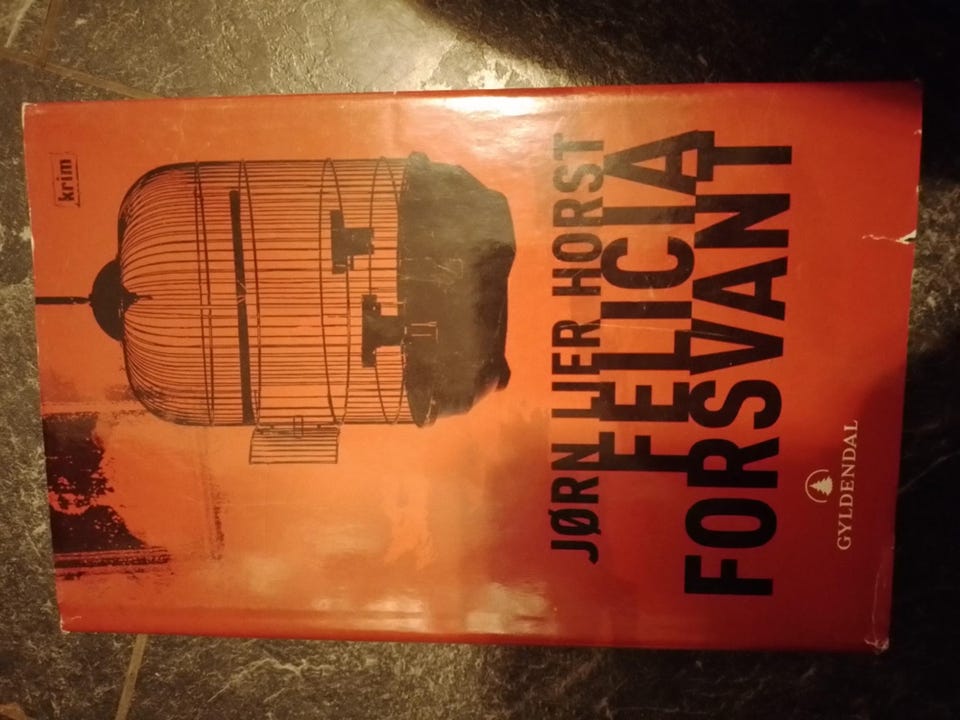 krim
JØRN LIER HORST
FELICIA
FORSVANT
GYLDENDAL